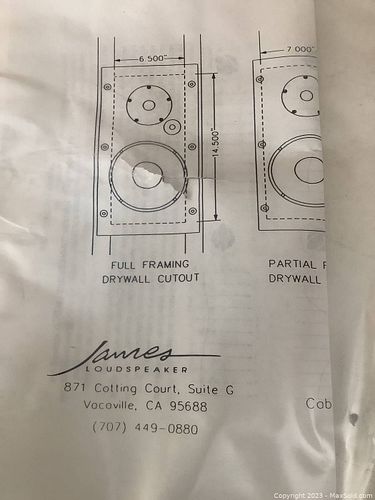 6.500"
7.000"
14.500"
FULL FRAMING
DRYWALL CUTOUT
PARTIAL F
DRYWALL
James
LOUDSPEAKER
871 Cotting Court, Suite G
Vacaville, CA 95688
(707) 449-0880
Cab
Copyright 2023 - MaxSold.com